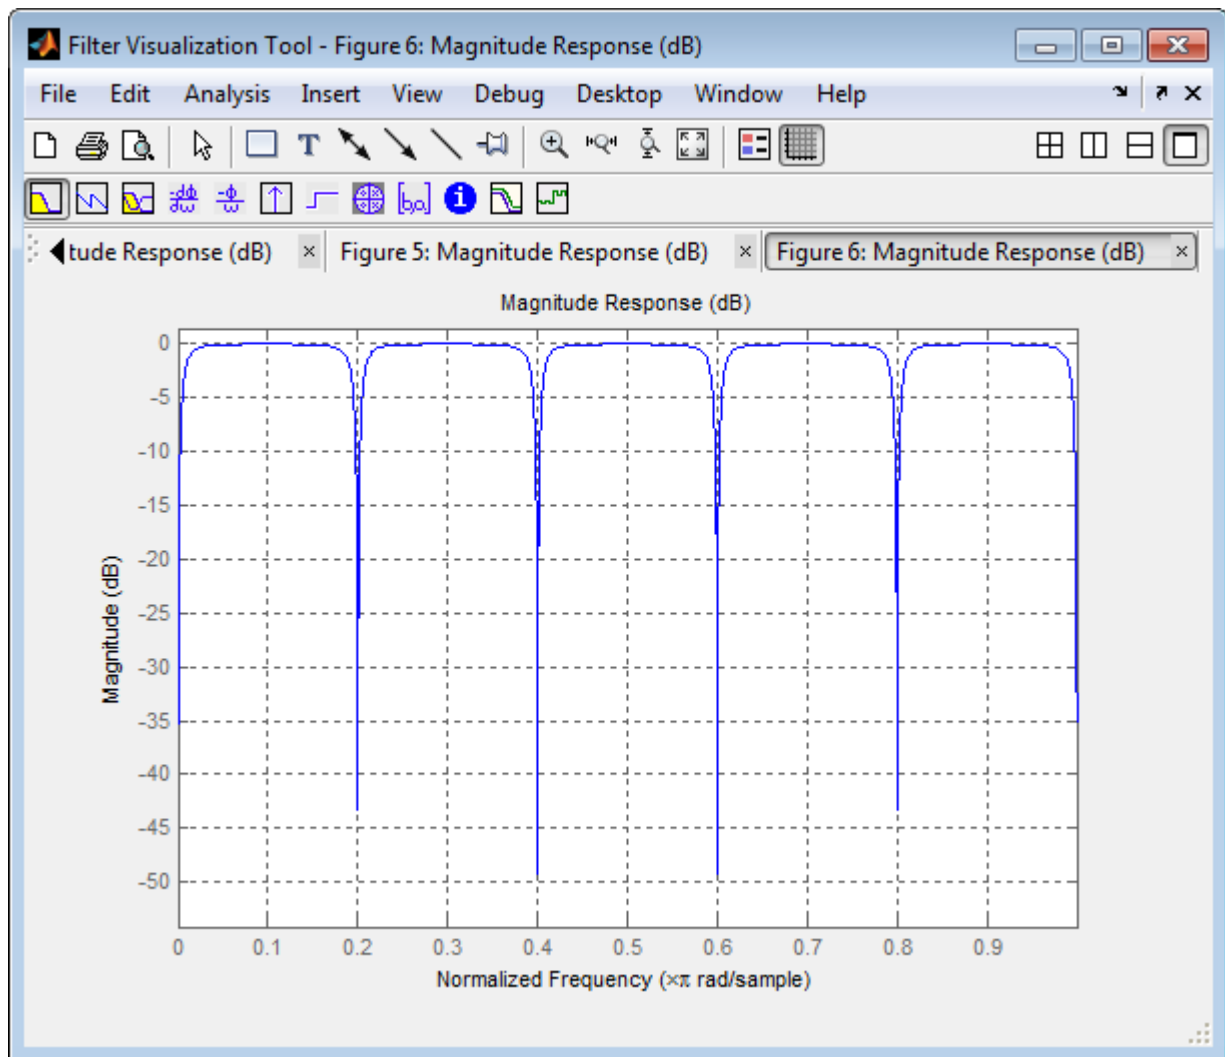 Filter Visualization Tool - Figure 6: Magnitude Response (dB)
File Edit Analysis Insert View Debug Desktop Window Help
T
b,a
i
tude Response (dB) × Figure 5: Magnitude Response (dB) × Figure 6: Magnitude Response (dB) ×
Magnitude Response (dB)
0
-5
-10
-15
-20
-25
-30
-35
-40
-45
-50
Magnitude (dB)
0 0.1 0.2 0.3 0.4 0.5 0.6 0.7 0.8 0.9
Normalized Frequency (×π rad/sample)